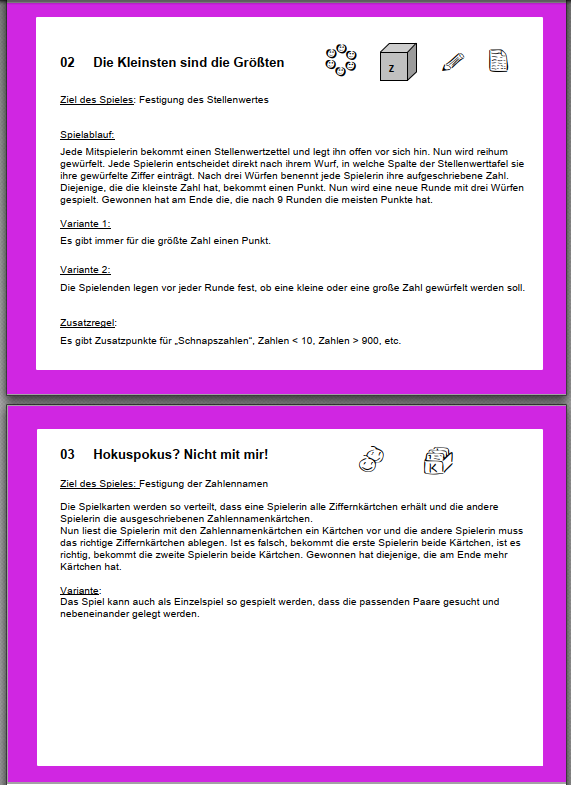 02 Die Kleinsten sind die Größten
Z
Ziel des Spieles: Festigung des Stellenwertes
Spielablauf:
Jede Mitspielerin bekommt einen Stellenwertzettel und legt ihn offen vor sich hin. Nun wird reihum
gewürfelt. Jede Spielerin entscheidet direkt nach ihrem Wurf, in welche Spalte der Stellenwerttafel sie
ihre gewürfelte Ziffer einträgt. Nach drei Würfen benennt jede Spielerin ihre aufgeschriebene Zahl.
Diejenige, die die kleinste Zahl hat, bekommt einen Punkt. Nun wird eine neue Runde mit drei Würfen
gespielt. Gewonnen hat am Ende die, die nach 9 Runden die meisten Punkte hat.
Variante 1:
Es gibt immer für die größte Zahl einen Punkt.
Variante 2:
Die Spielenden legen vor jeder Runde fest, ob eine kleine oder eine große Zahl gewürfelt werden soll.
Zusatzregel:
Es gibt Zusatzpunkte für „Schnapszahlen“, Zahlen < 10, Zahlen > 900, etc.
03 Hokuspokus? Nicht mit mir!
K
Ziel des Spieles: Festigung der Zahlennamen
Die Spielkarten werden so verteilt, dass eine Spielerin alle Ziffernkärtchen erhält und die andere
Spielerin die ausgeschriebenen Zahlennamenkärtchen.
Nun liest die Spielerin mit den Zahlennamenkärtchen ein Kärtchen vor und die andere Spielerin muss
das richtige Ziffernkärtchen ablegen. Ist es falsch, bekommt die erste Spielerin beide Kärtchen, ist es
richtig, bekommt die zweite Spielerin beide Kärtchen. Gewonnen hat diejenige, die am Ende mehr
Kärtchen hat.
Variante:
Das Spiel kann auch als Einzelspiel so gespielt werden, dass die passenden Paare gesucht und
nebeneinander gelegt werden.